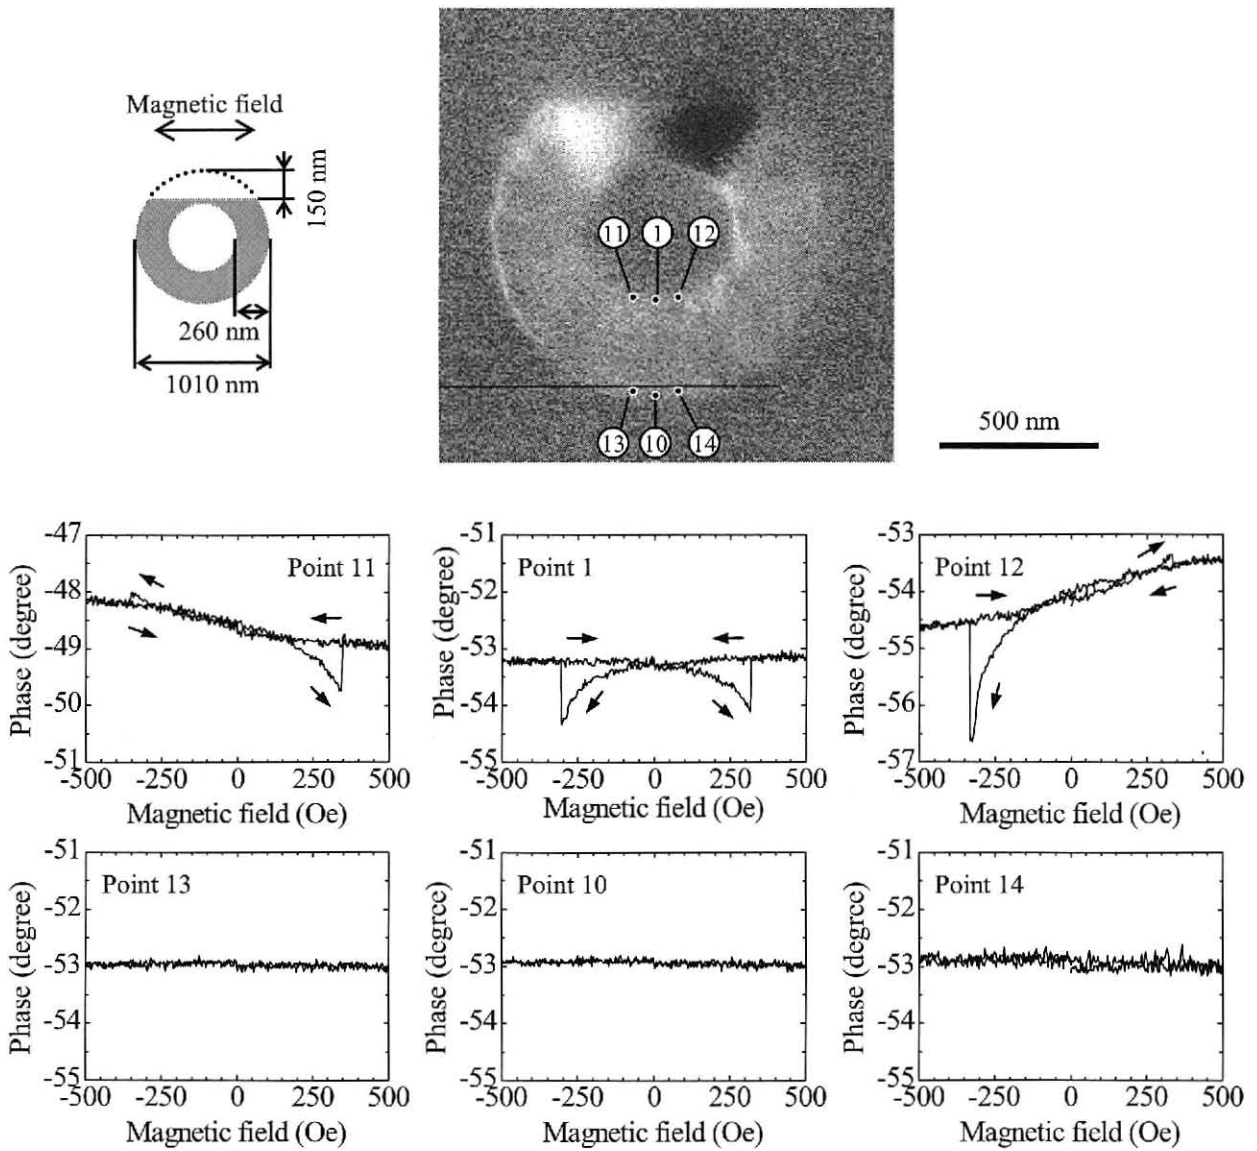 Magnetic field
150 nm
260 nm
1010 nm
11 1 12
13 10 14
500 nm
-47
-48
-49
-50
-51
Phase (degree)
Point 11
-500 -250 0 250 500
Magnetic field (Oe)
-51
-52
-53
-54
-55
Phase (degree)
Point 1
-500 -250 0 250 500
Magnetic field (Oe)
-53
-54
-55
-56
-57
Phase (degree)
Point 12
-500 -250 0 250 500
Magnetic field (Oe)
-51
-52
-53
-54
-55
Phase (degree)
Point 13
-500 -250 0 250 500
Magnetic field (Oe)
-51
-52
-53
-54
-55
Phase (degree)
Point 10
-500 -250 0 250 500
Magnetic field (Oe)
-51
-52
-53
-54
-55
Phase (degree)
Point 14
-500 -250 0 250 500
Magnetic field (Oe)